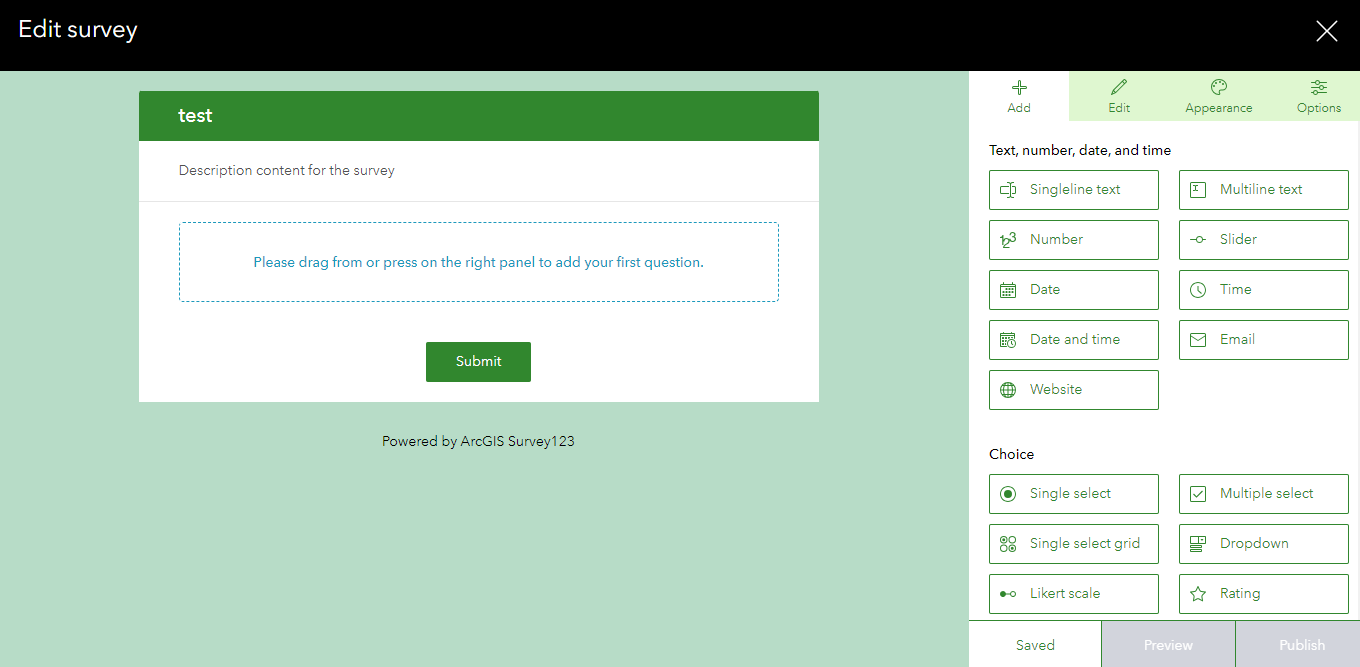 Edit survey
test
Description content for the survey
Please drag from or press on the right panel to add your first question.
Submit
Powered by ArcGIS Survey123
Add
Edit
Appearance
Options
Text, number, date, and time
Singleline text
Multiline text
Number
Slider
Date
Time
Date and time
Email
Website
Choice
Single select
Multiple select
Single select grid
Dropdown
Likert scale
Rating
Saved
Preview
Publish